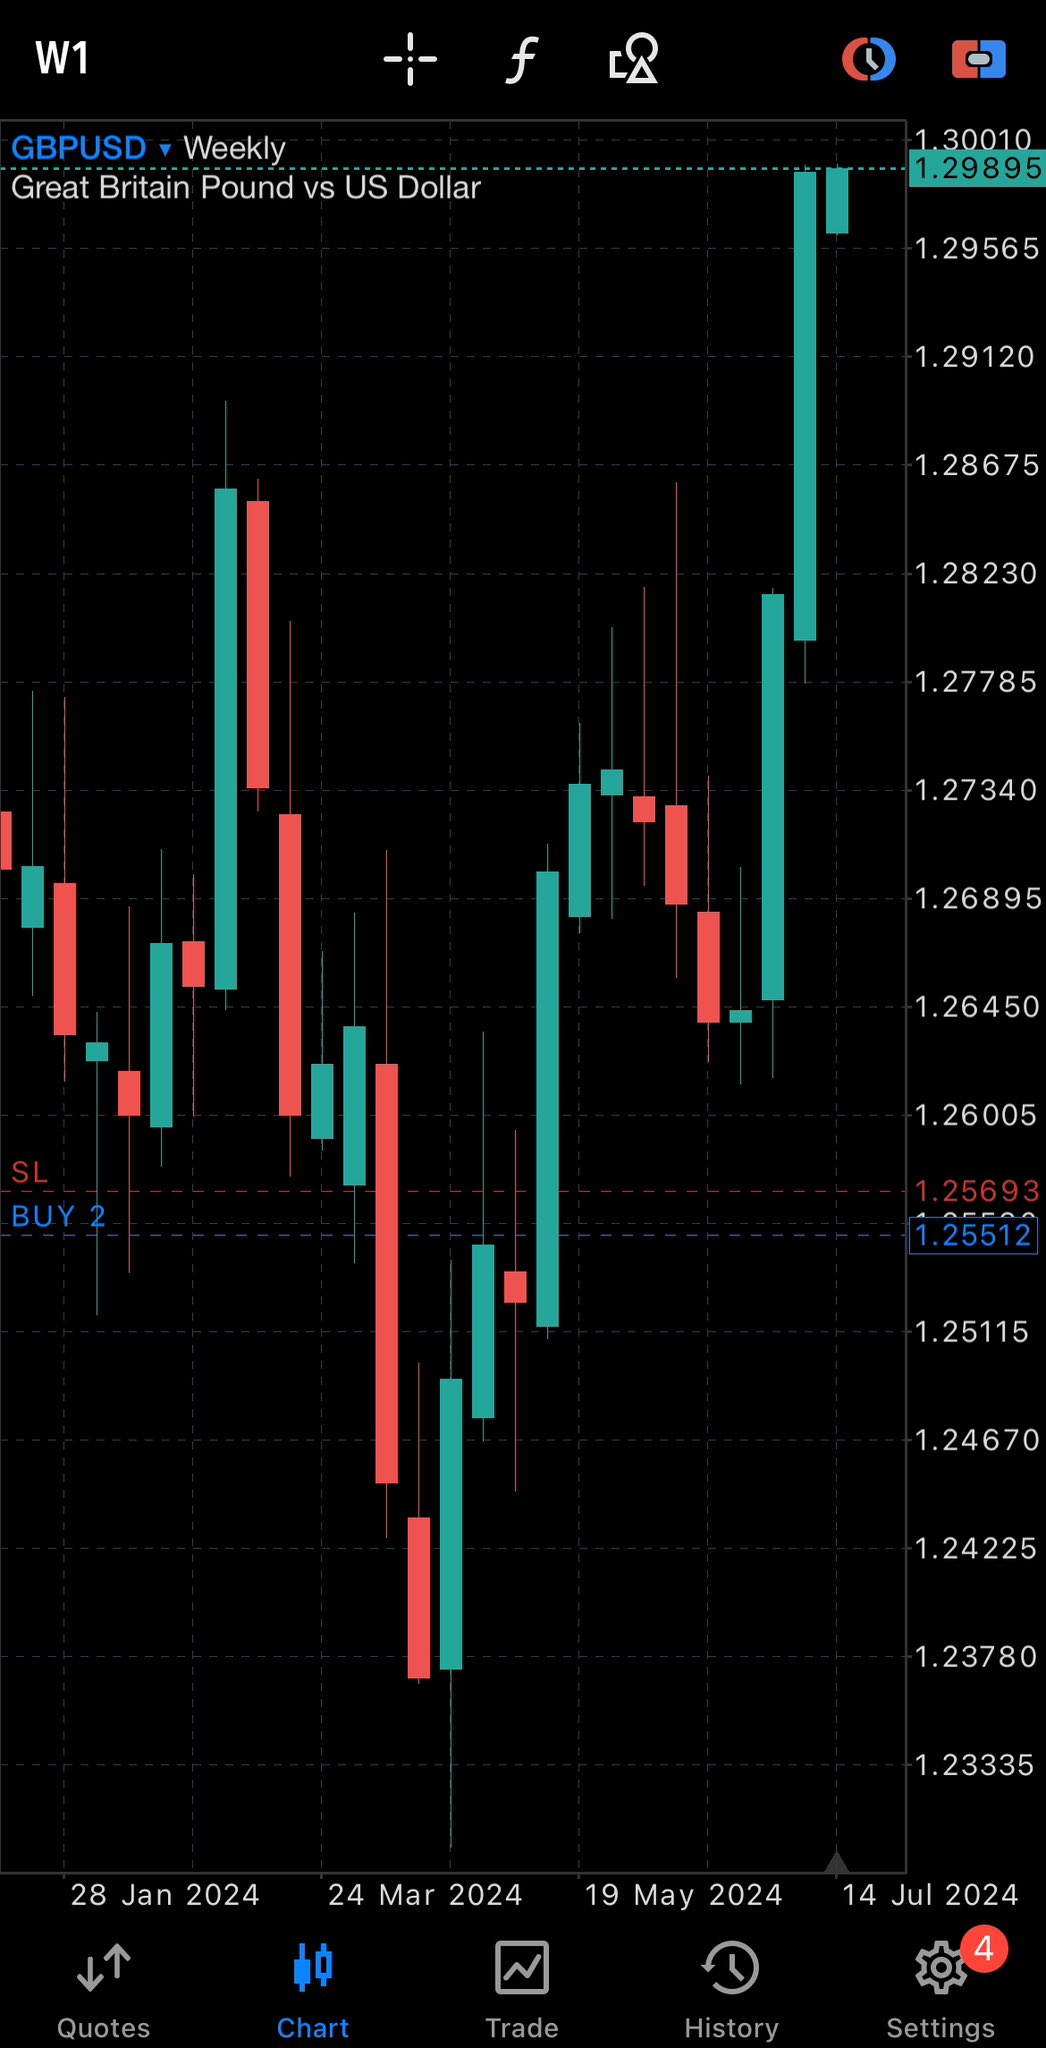 W1
GBPUSD ▾ Weekly
Great Britain Pound vs US Dollar
1.30010
1.29895
1.29565
1.29120
1.28675
1.28230
1.27785
1.27340
1.26895
1.26450
1.26005
SL
1.25693
BUY 2
1.25512
1.25115
1.24670
1.24225
1.23780
1.23335
28 Jan 2024
24 Mar 2024
19 May 2024
14 Jul 2024
4
Quotes
Chart
Trade
History
Settings